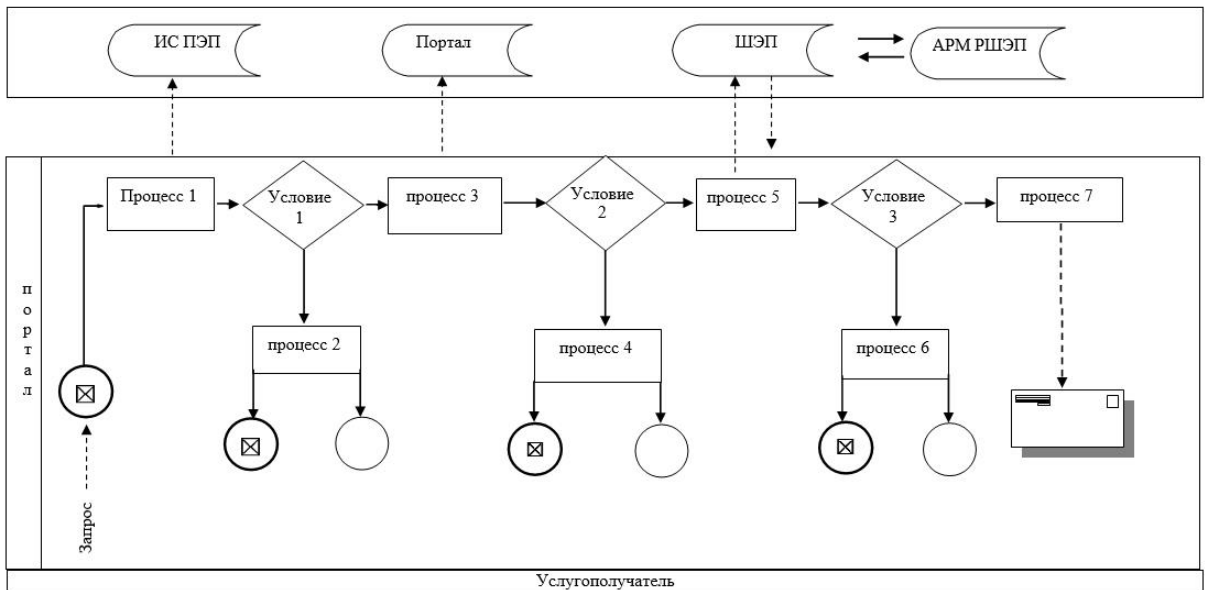 ИС ПЭП
Портал
ШЭП
АРМ РШЭП
Процесс 1
Условие
1
процесс 3
Условие
2
процесс 5
Условие
3
процесс 7
портал
процесс 2
процесс 4
процесс 6
Запрос
Услугополучатель